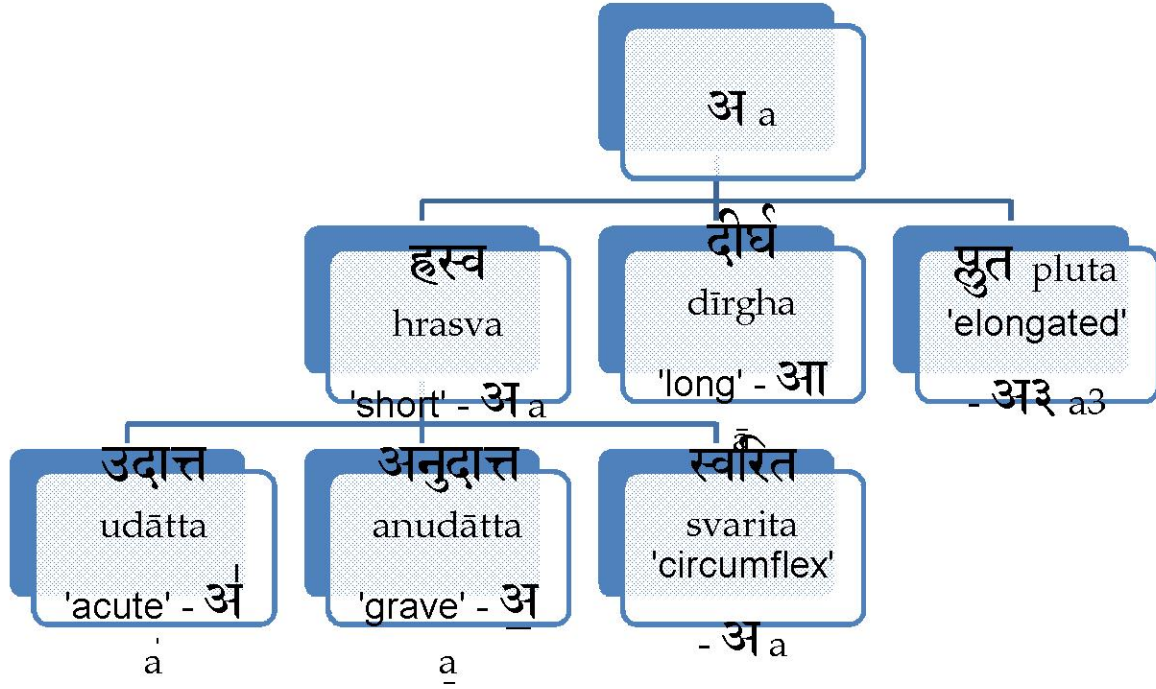 अ a
ह्रस्व
hrasva
'short' - अ a
दीर्घ
dīrgha
'long' - आ
ā
प्लुत pluta
'elongated'
- अ३ a3
उदात्त
udātta
'acute' - अ॑
a̍
अनुदात्त
anudātta
'grave' - अ॒
a̱
स्वरित
svarita
'circumflex'
- अ a